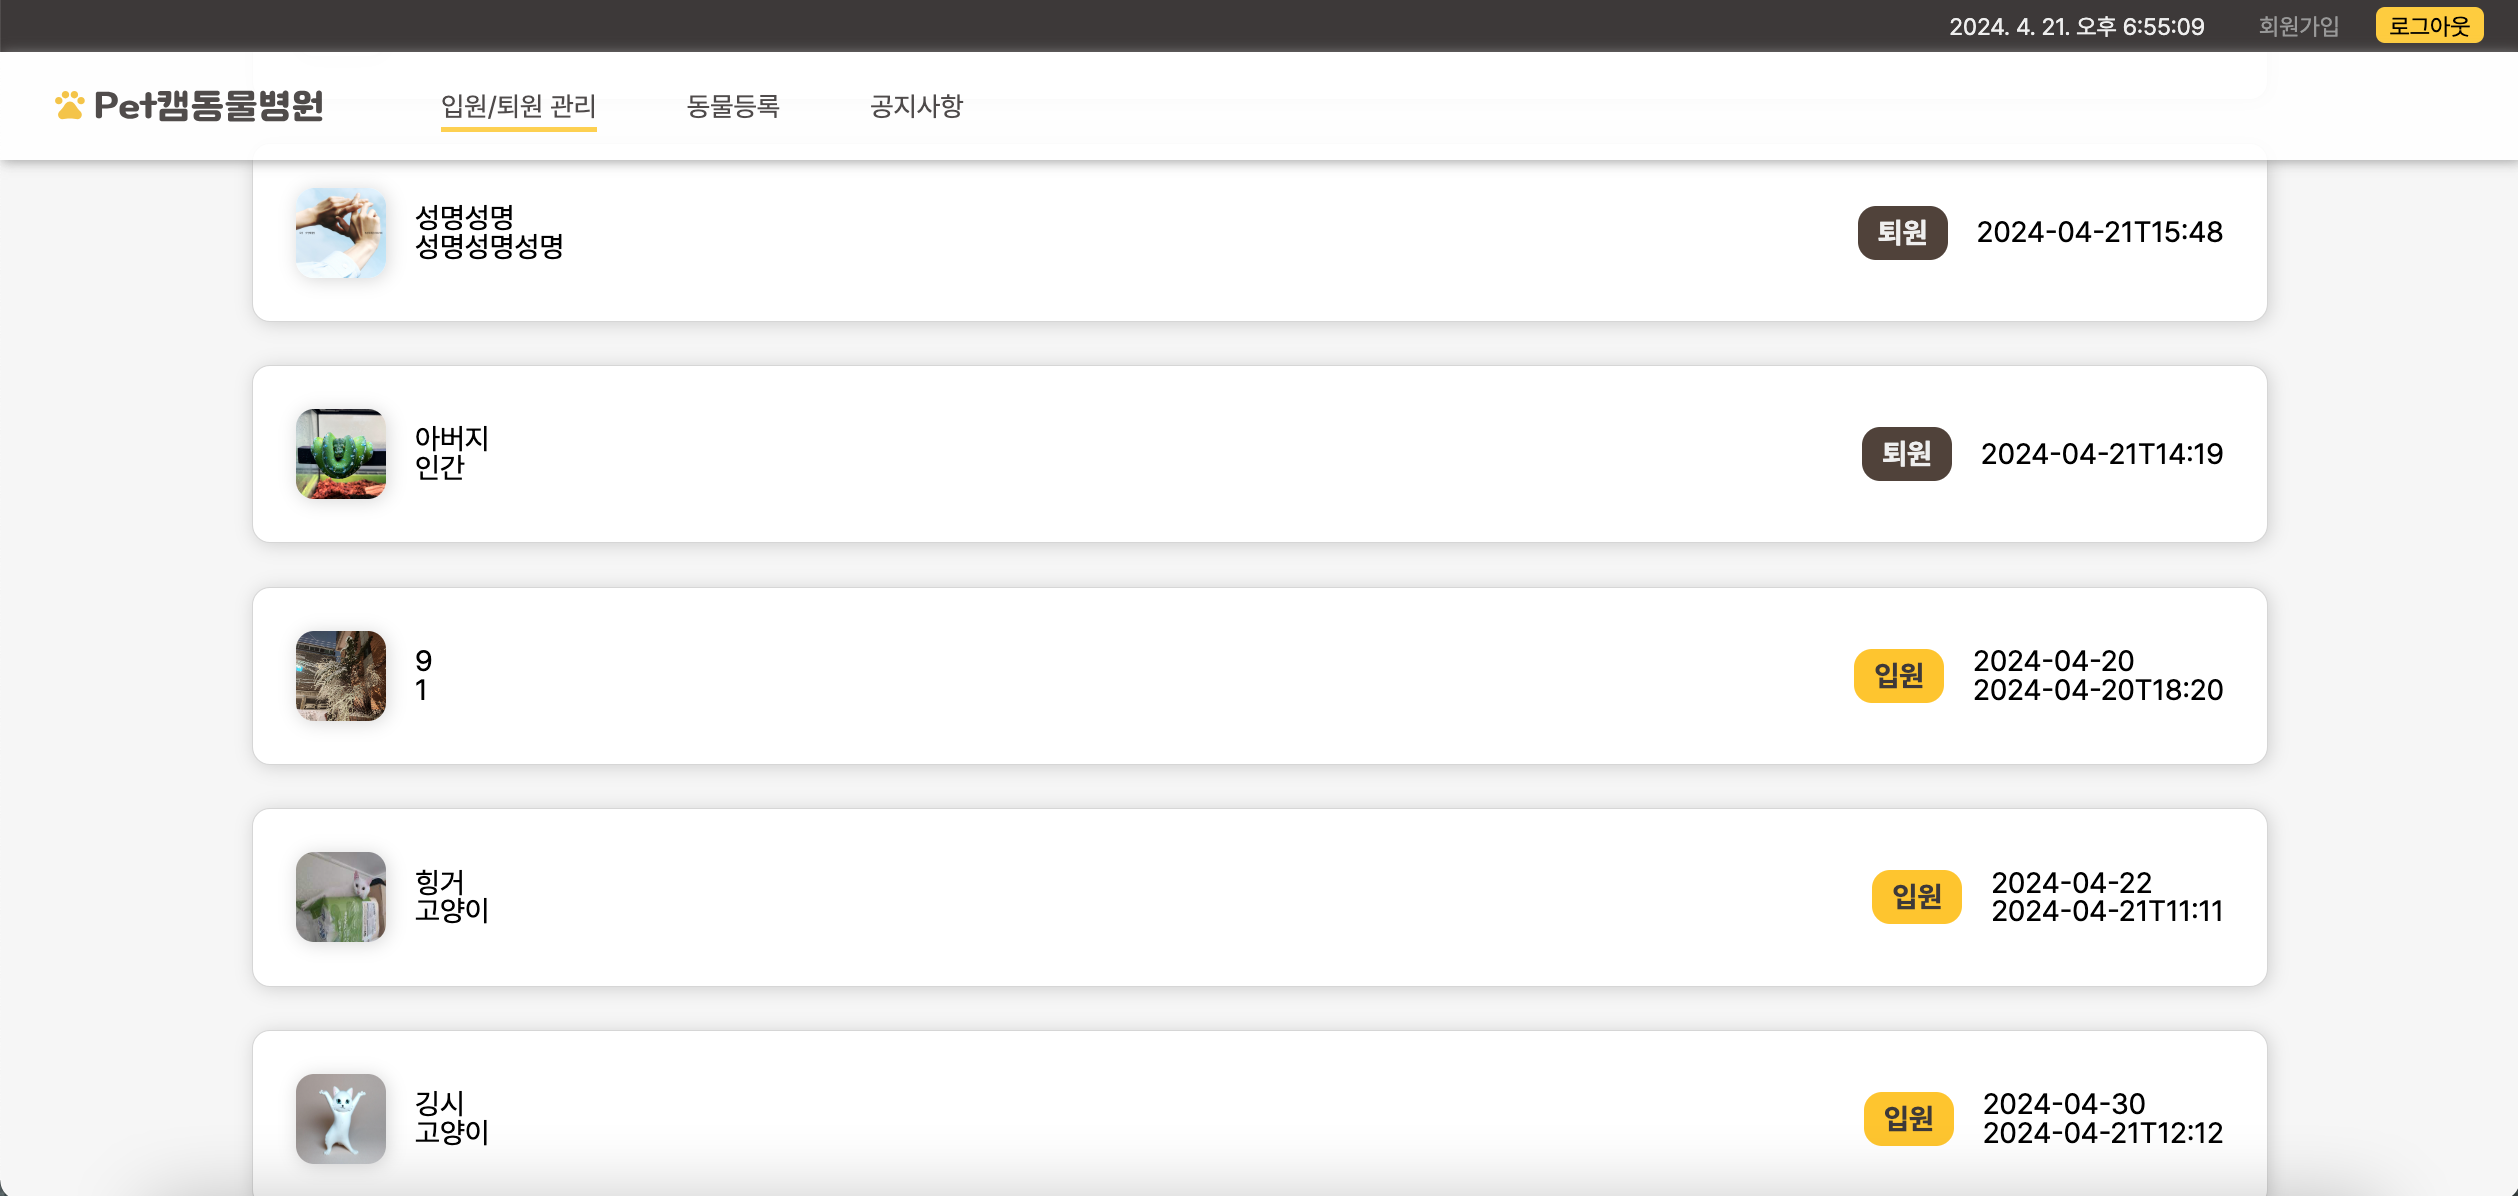 2024. 4. 21. 오후 6:55:09 회원가입 로그아웃
Pet캠동물병원 입원/퇴원 관리 동물등록 공지사항
성명성명
성명성명성명
퇴원 2024-04-21T15:48
아버지
인간
퇴원 2024-04-21T14:19
9
1
입원
2024-04-20
2024-04-20T18:20
힝거
고양이
입원
2024-04-22
2024-04-21T11:11
깅시
고양이
입원
2024-04-30
2024-04-21T12:12